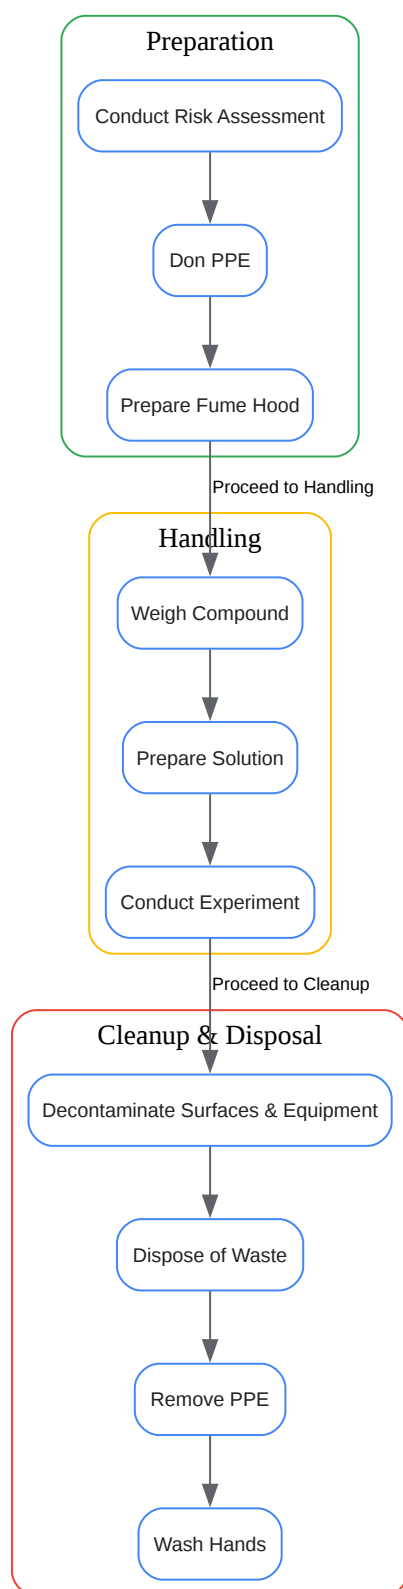 Preparation
Conduct Risk Assessment
Don PPE
Prepare Fume Hood
Proceed to Handling
Handling
Weigh Compound
Prepare Solution
Conduct Experiment
Proceed to Cleanup
Cleanup & Disposal
Decontaminate Surfaces & Equipment
Dispose of Waste
Remove PPE
Wash Hands